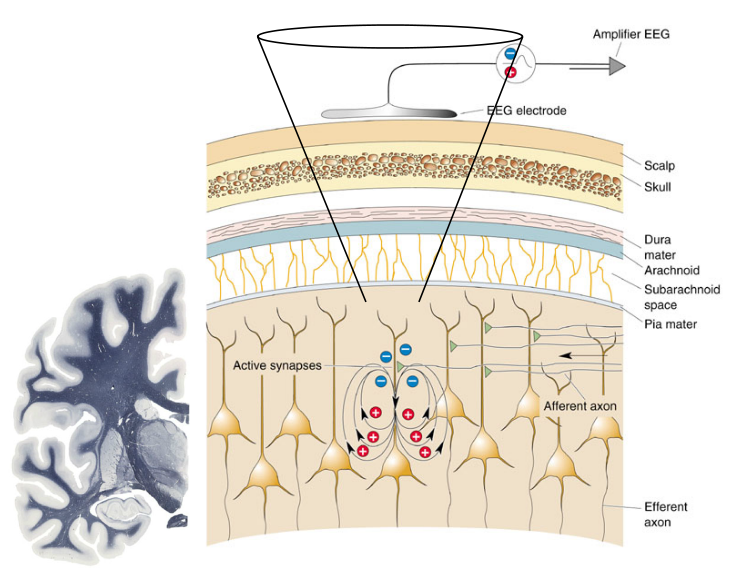 Amplifier EEG
EEG electrode
Scalp
Skull
Dura
mater
Arachnoid
Subarachnoid
space
Pia mater
Active synapses
Afferent axon
Efferent
axon